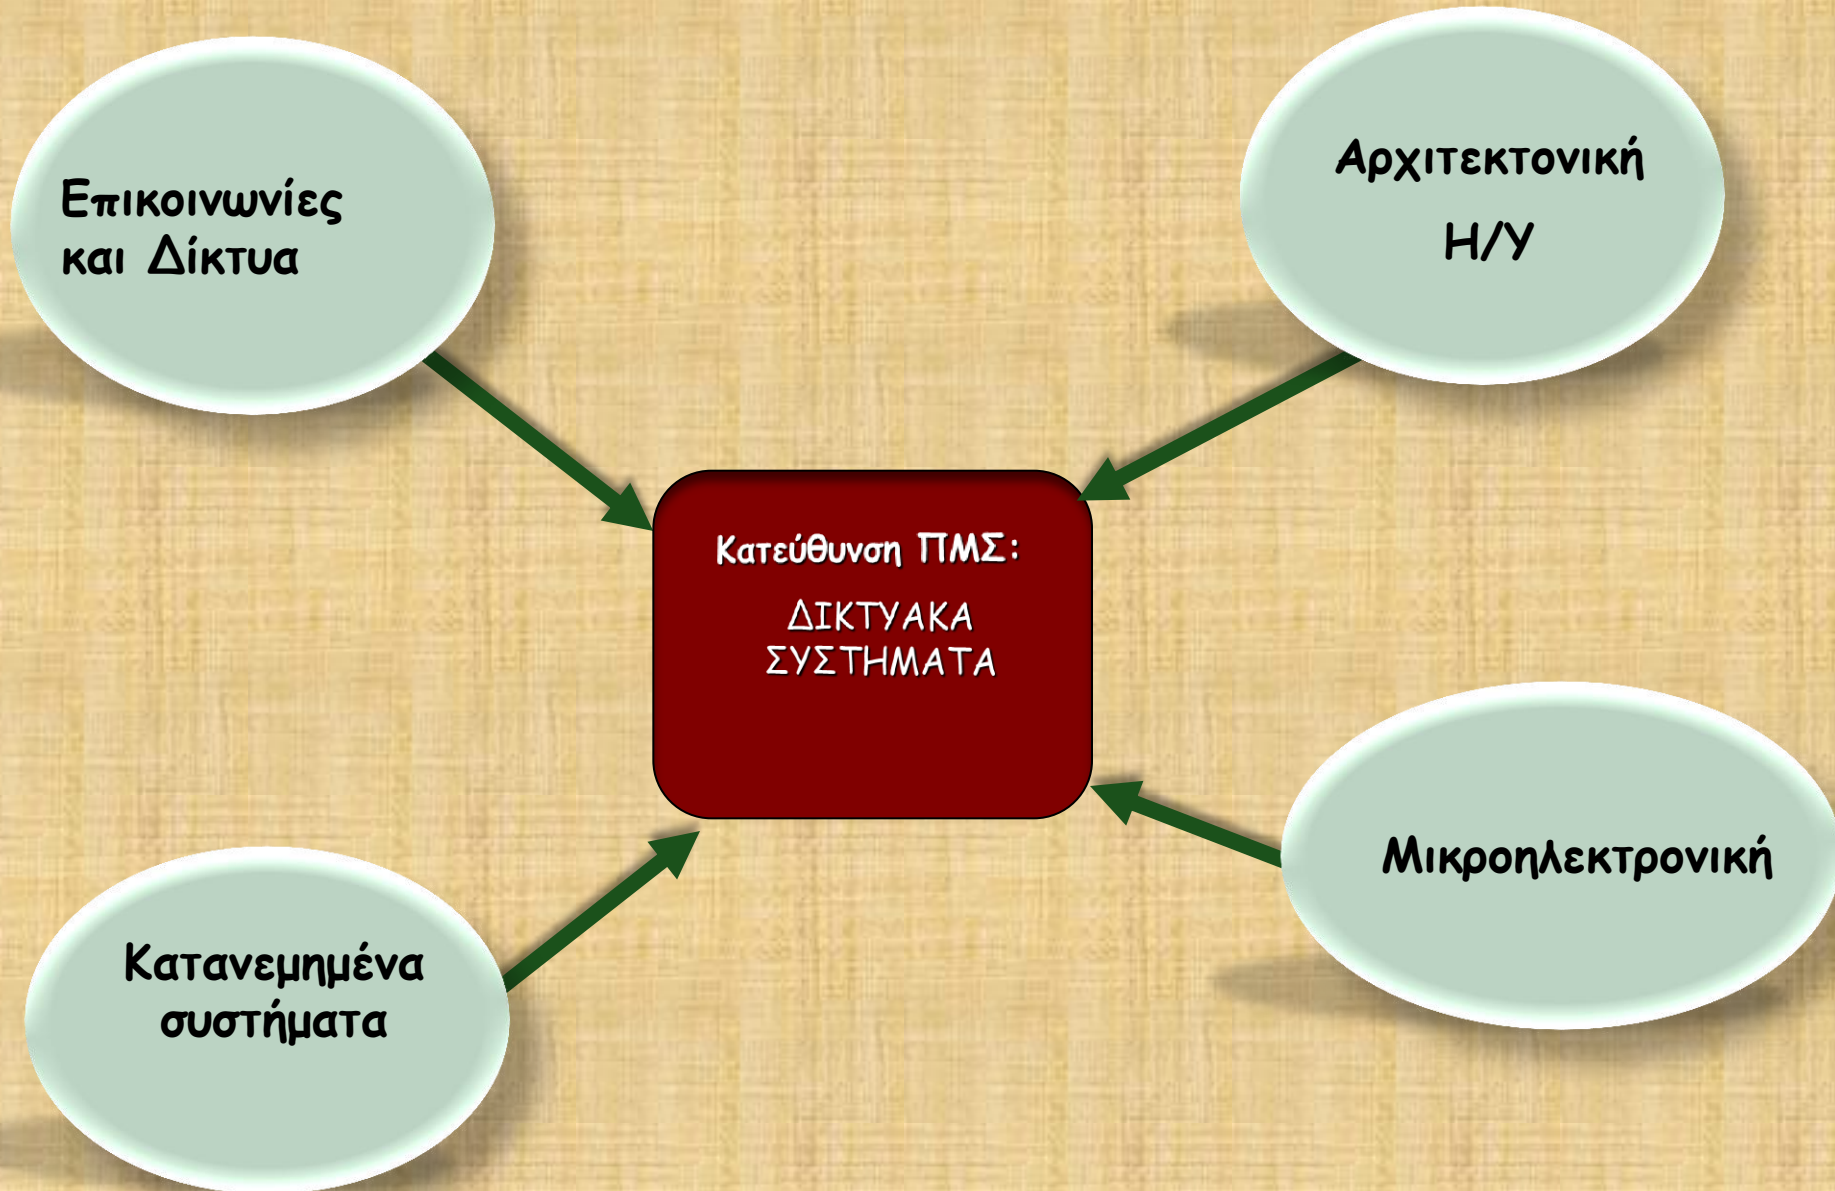 Επικοινωνίες
και Δίκτυα
Αρχιτεκτονική
Η/Υ
Κατεύθυνση ΠΜΣ:
ΔΙΚΤΥΑΚΑ
ΣΥΣΤΗΜΑΤΑ
Κατανεμημένα
συστήματα
Μικροηλεκτρονική